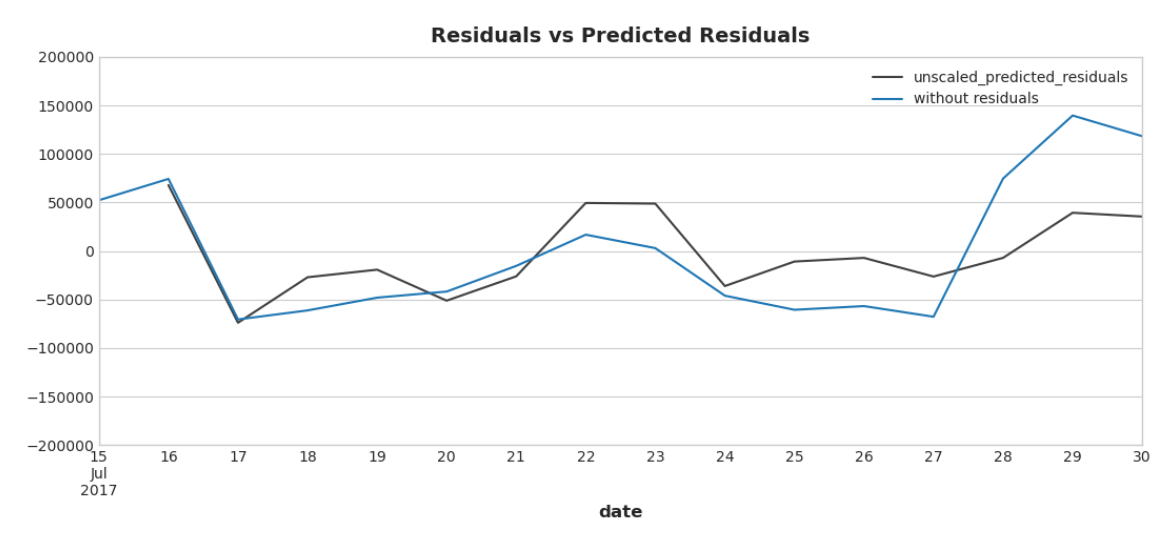 Residuals vs Predicted Residuals
200000
150000
100000
50000
0
−50000
−100000
−150000
−200000
unscaled_predicted_residuals
without residuals
15 16 17 18 19 20 21 22 23 24 25 26 27 28 29 30
Jul
2017
date